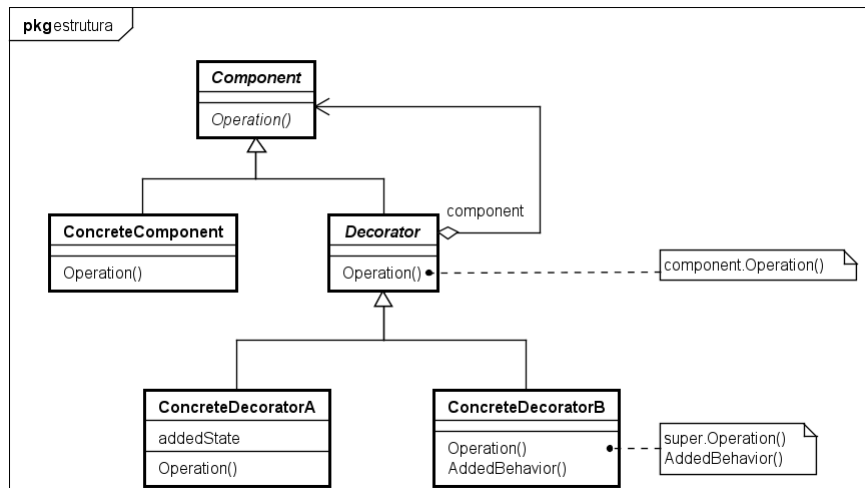 pkg estrutura
Component
Operation()
component
ConcreteComponent
Operation()
Decorator
Operation()
component.Operation()
ConcreteDecoratorA
addedState
Operation()
ConcreteDecoratorB
Operation()
AddedBehavior()
super.Operation()
AddedBehavior()